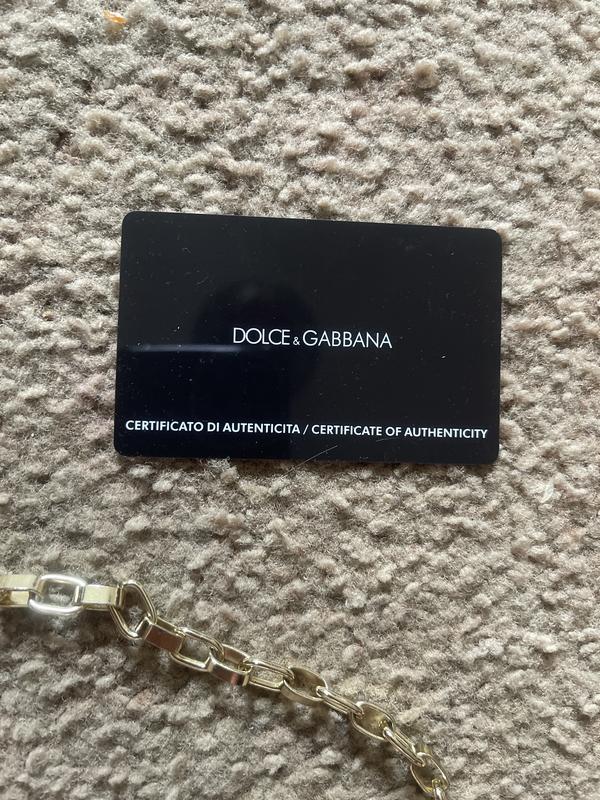 DOLCE & GABBANA
CERTIFICATO DI AUTENTICITA / CERTIFICATE OF AUTHENTICITY